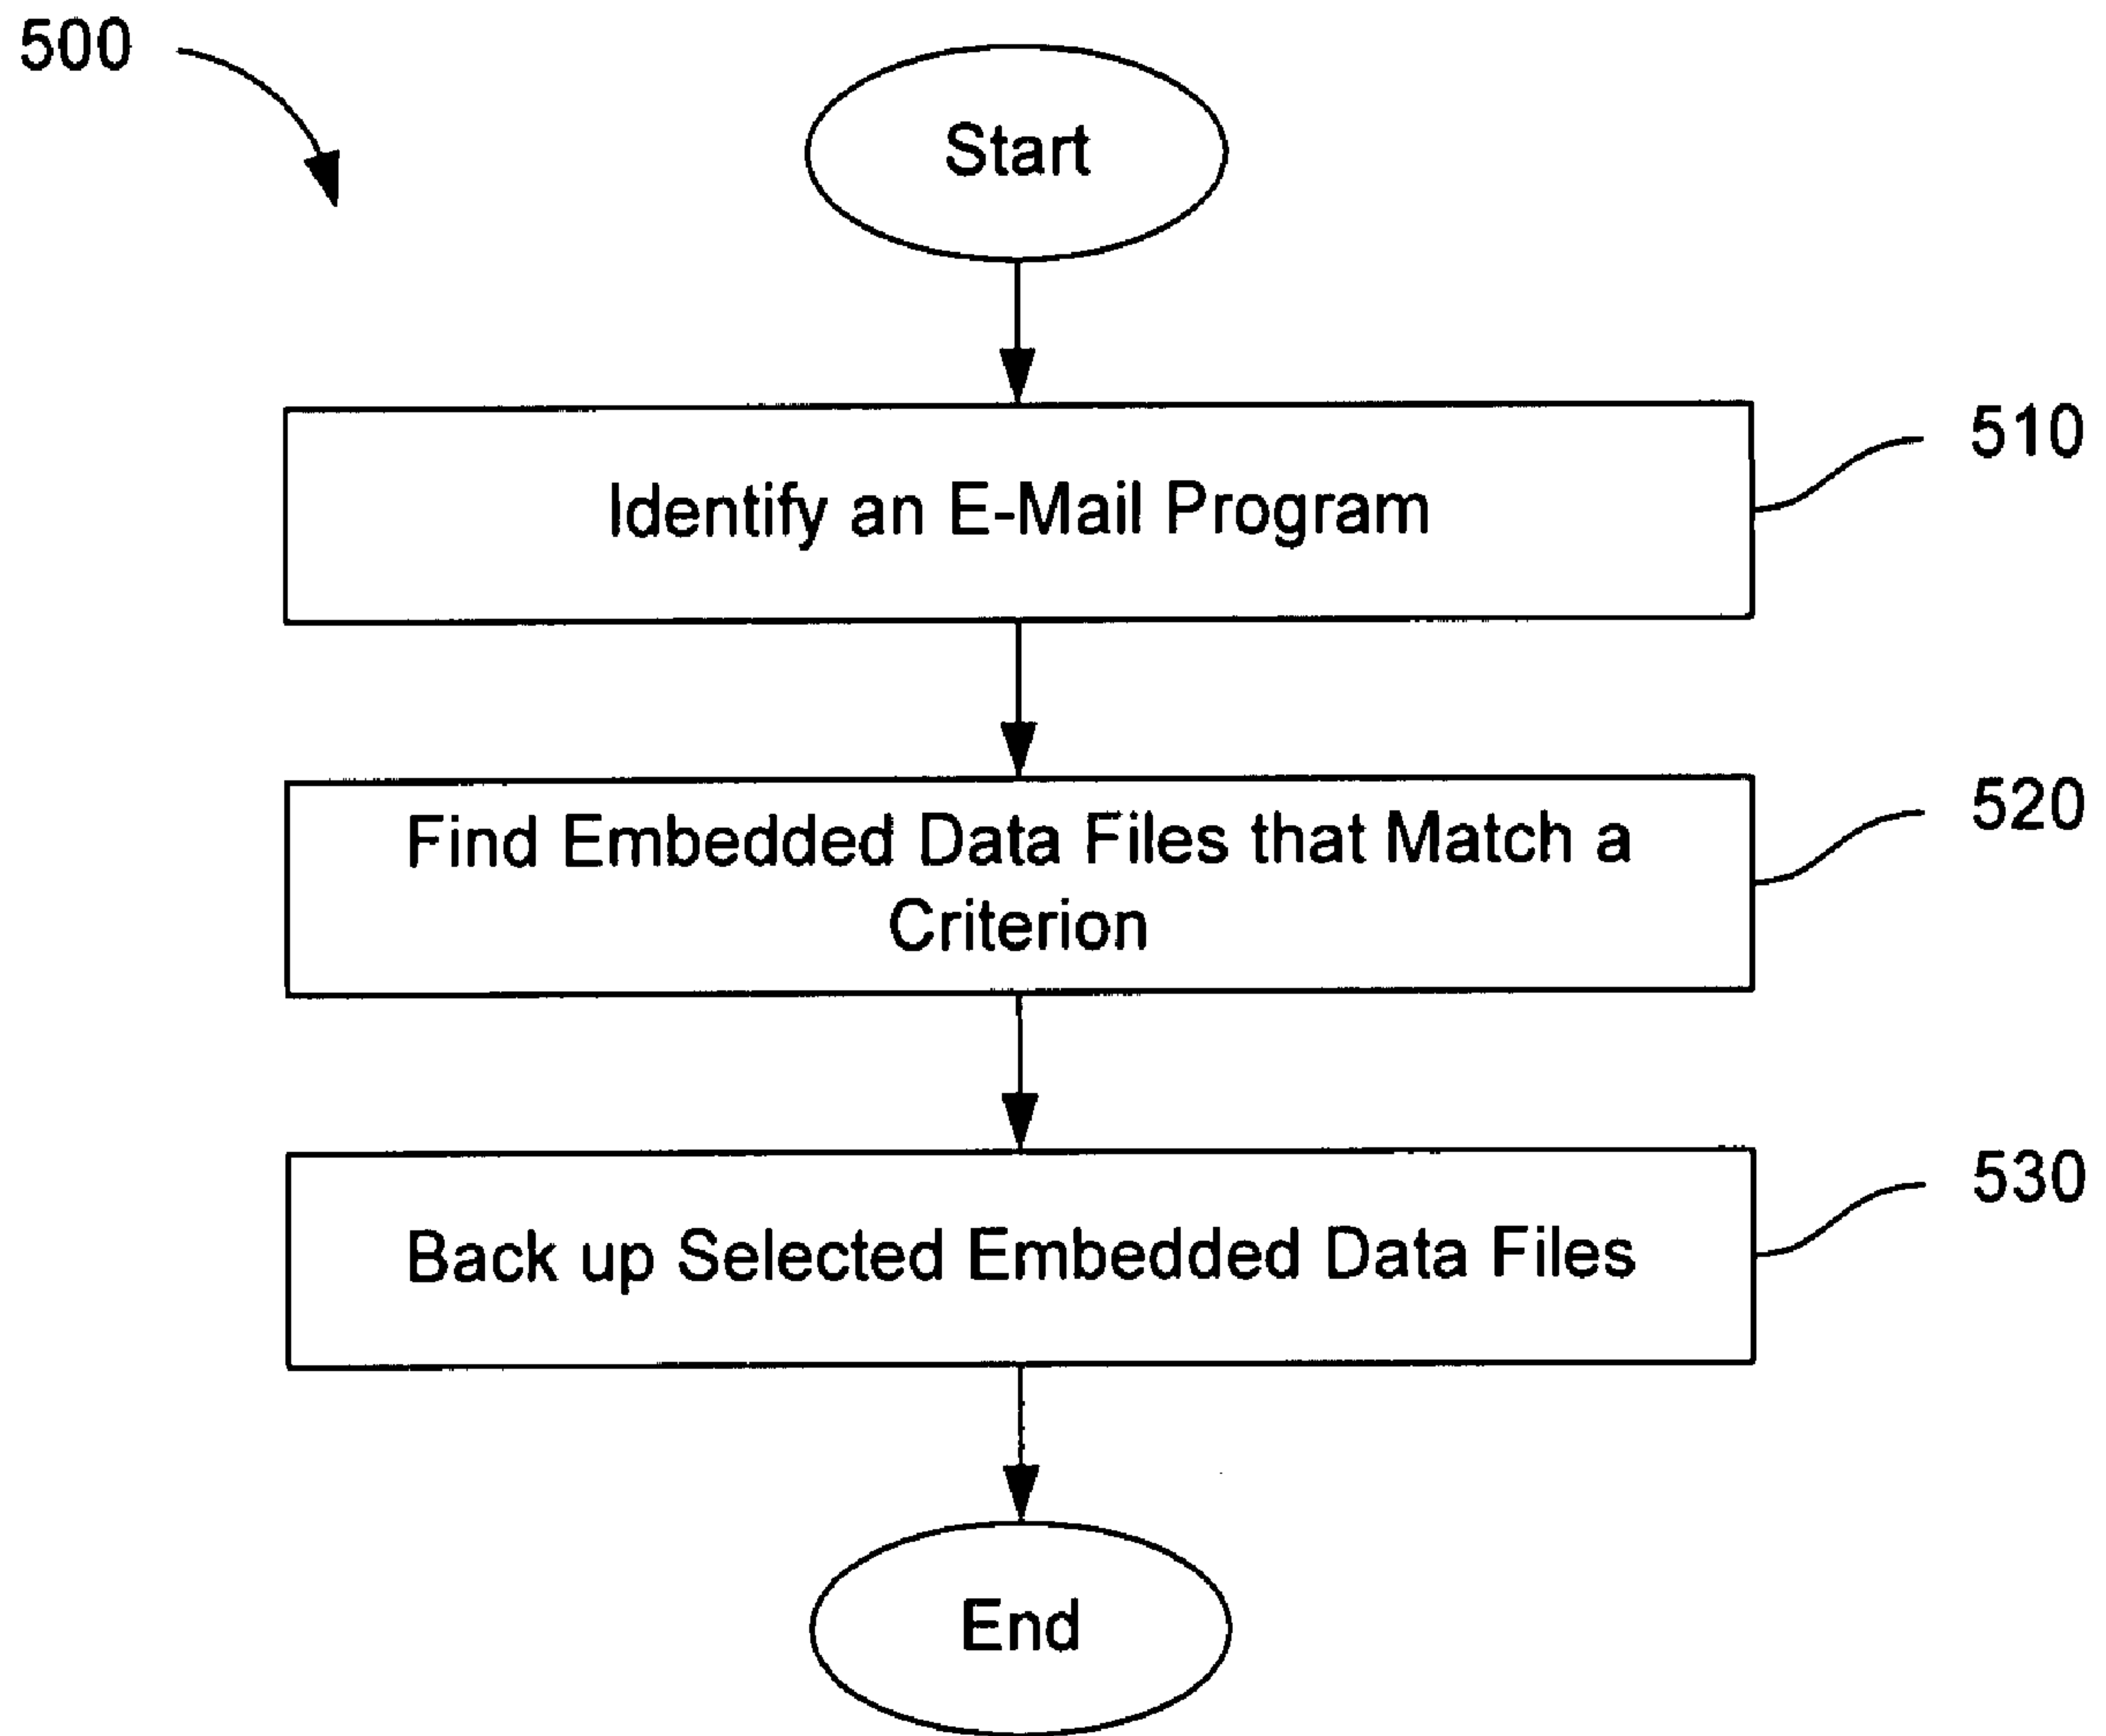 500
Start
510
Identify an E-Mail Program
520
Find Embedded Data Files that Match a
Criterion
530
Back up Selected Embedded Data Files
End